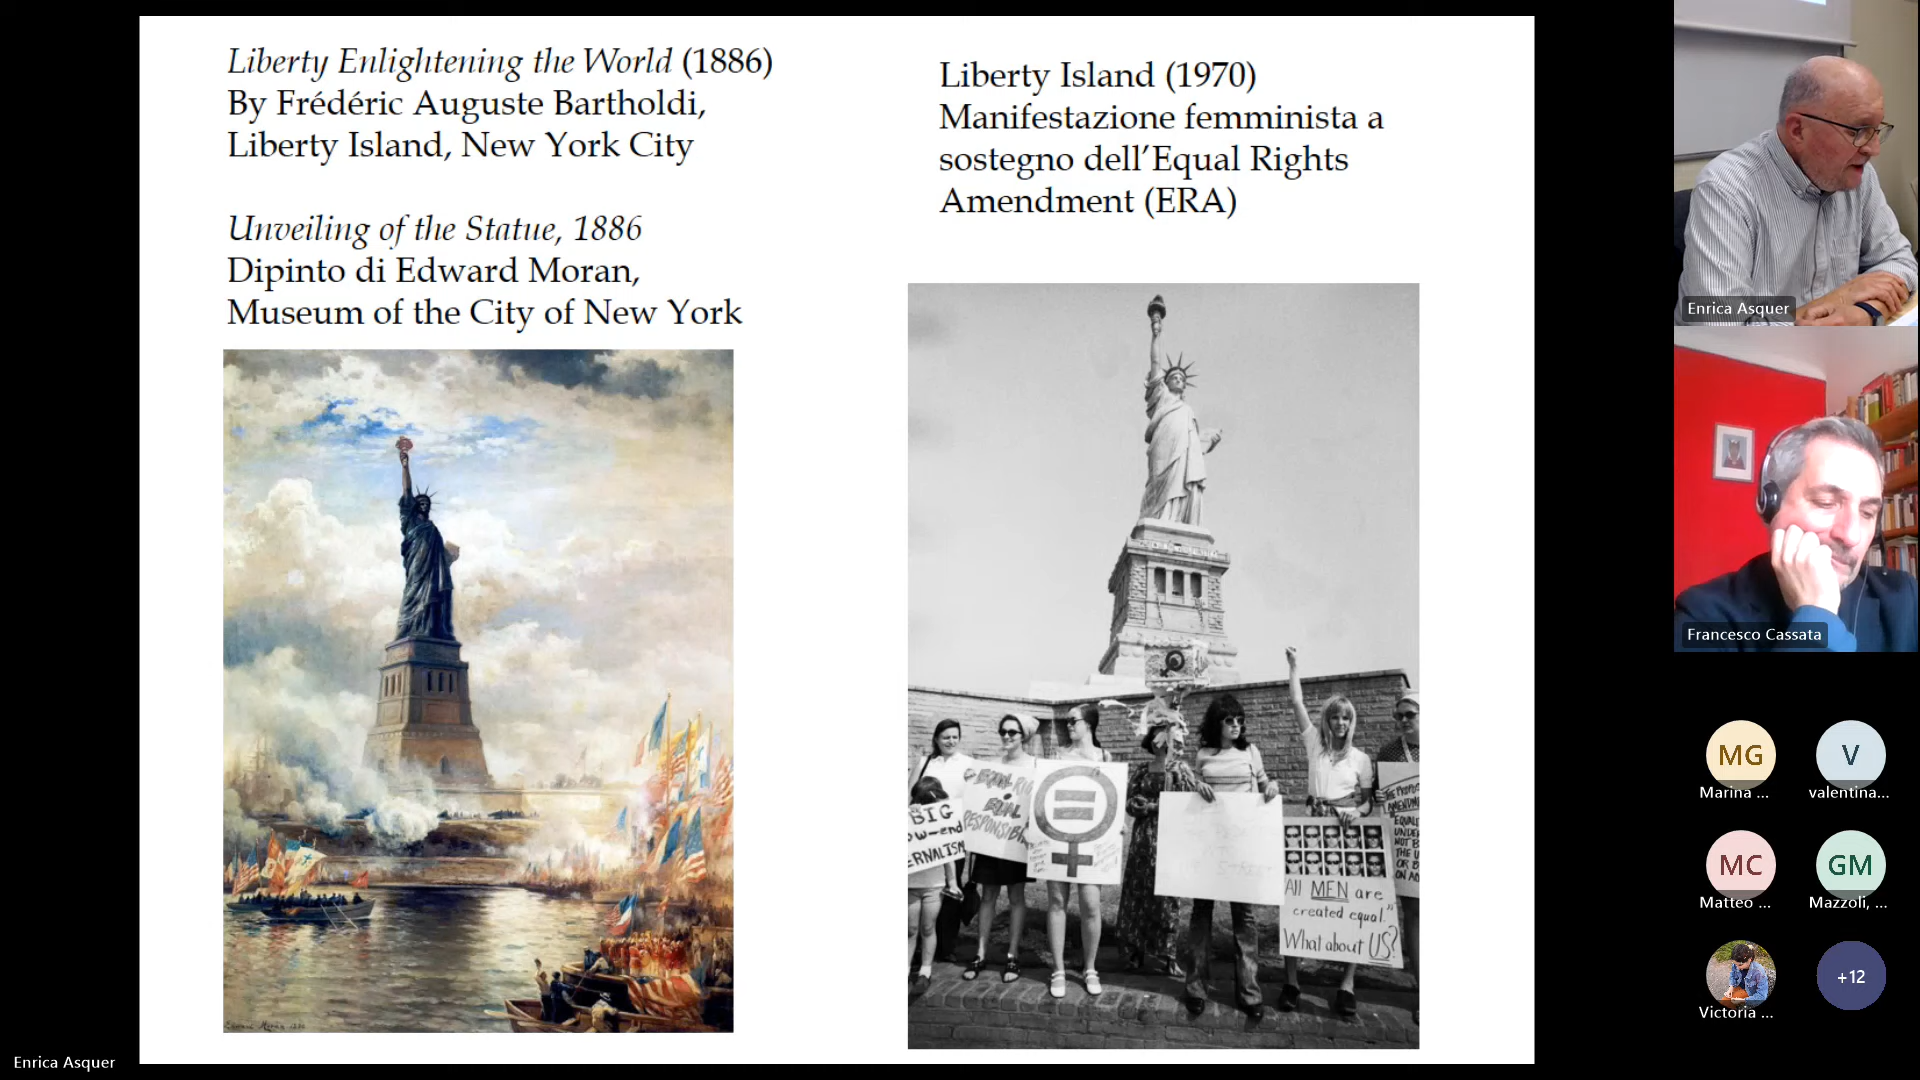 Liberty Enlightening the World (1886)
By Frédéric Auguste Bartholdi,
Liberty Island, New York City
Unveiling of the Statue, 1886
Dipinto di Edward Moran,
Museum of the City of New York
Liberty Island (1970)
Manifestazione femminista a
sostegno dell’Equal Rights
Amendment (ERA)
BIG
EQUAL
All MEN are
created equal."
What about US?
Enrica Asquer
Francesco Cassata
MG
V
Marina ...
valentina...
MC
GM
Matteo ...
Mazzoli, ...
+12
Victoria ...
Enrica Asquer